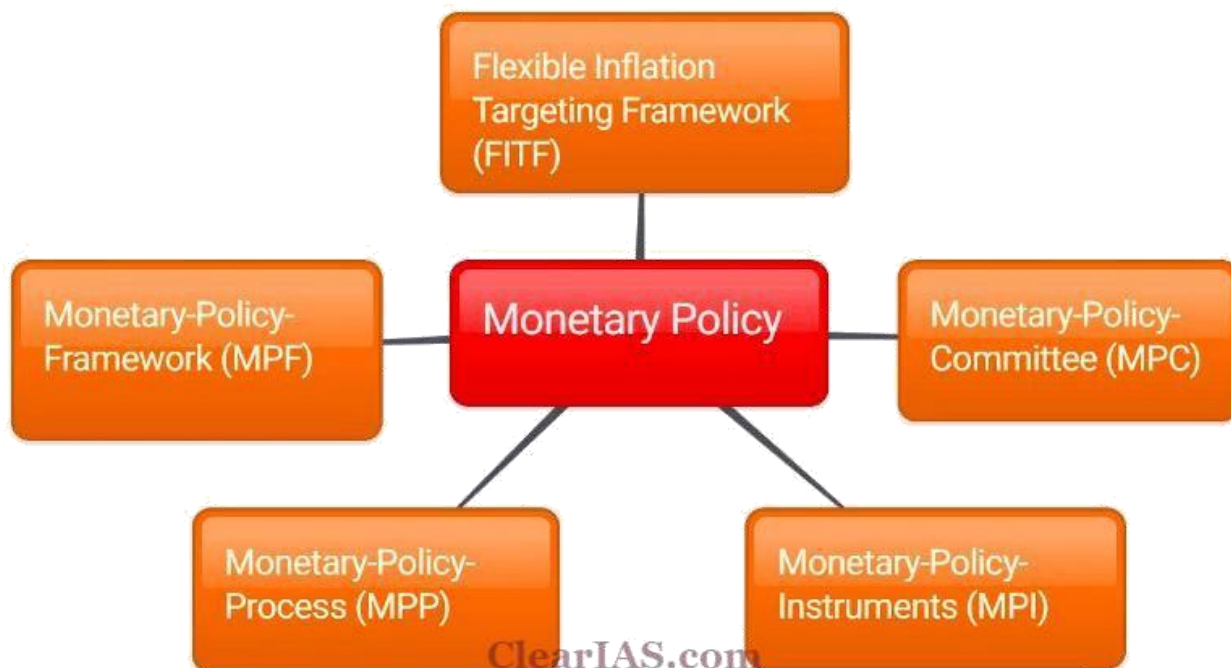 Flexible Inflation
Targeting Framework
(FITF)
Monetary-Policy-
Framework (MPF)
Monetary Policy
Monetary-Policy-
Committee (MPC)
Monetary-Policy-
Process (MPP)
Monetary-Policy-
Instruments (MPI)
ClearIAS.com